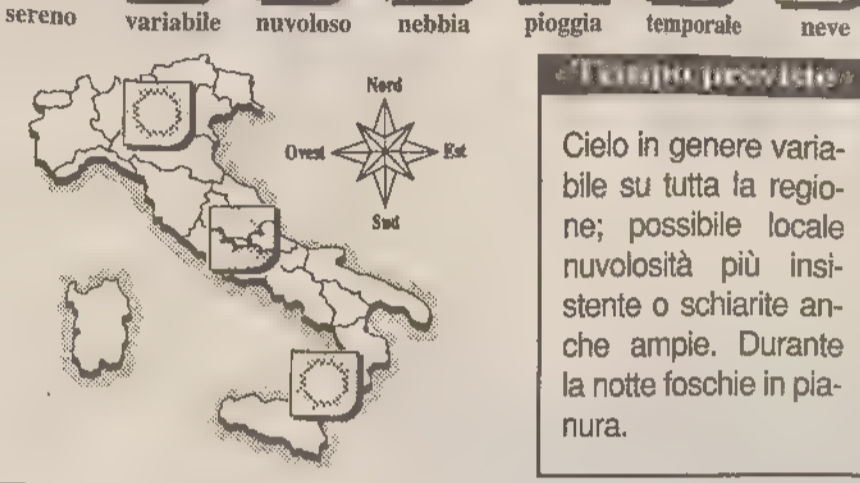 sereno variabile nuvoloso nebbia pioggia temporale neve
Nord
Ovest Est
Sud
«Tempo previsto»
Cielo in genere varia-
bile su tutta la regio-
ne; possibile locale
nuvolosità più insi-
stente o schiarite an-
che ampie. Durante
la notte foschie in pia-
nura.